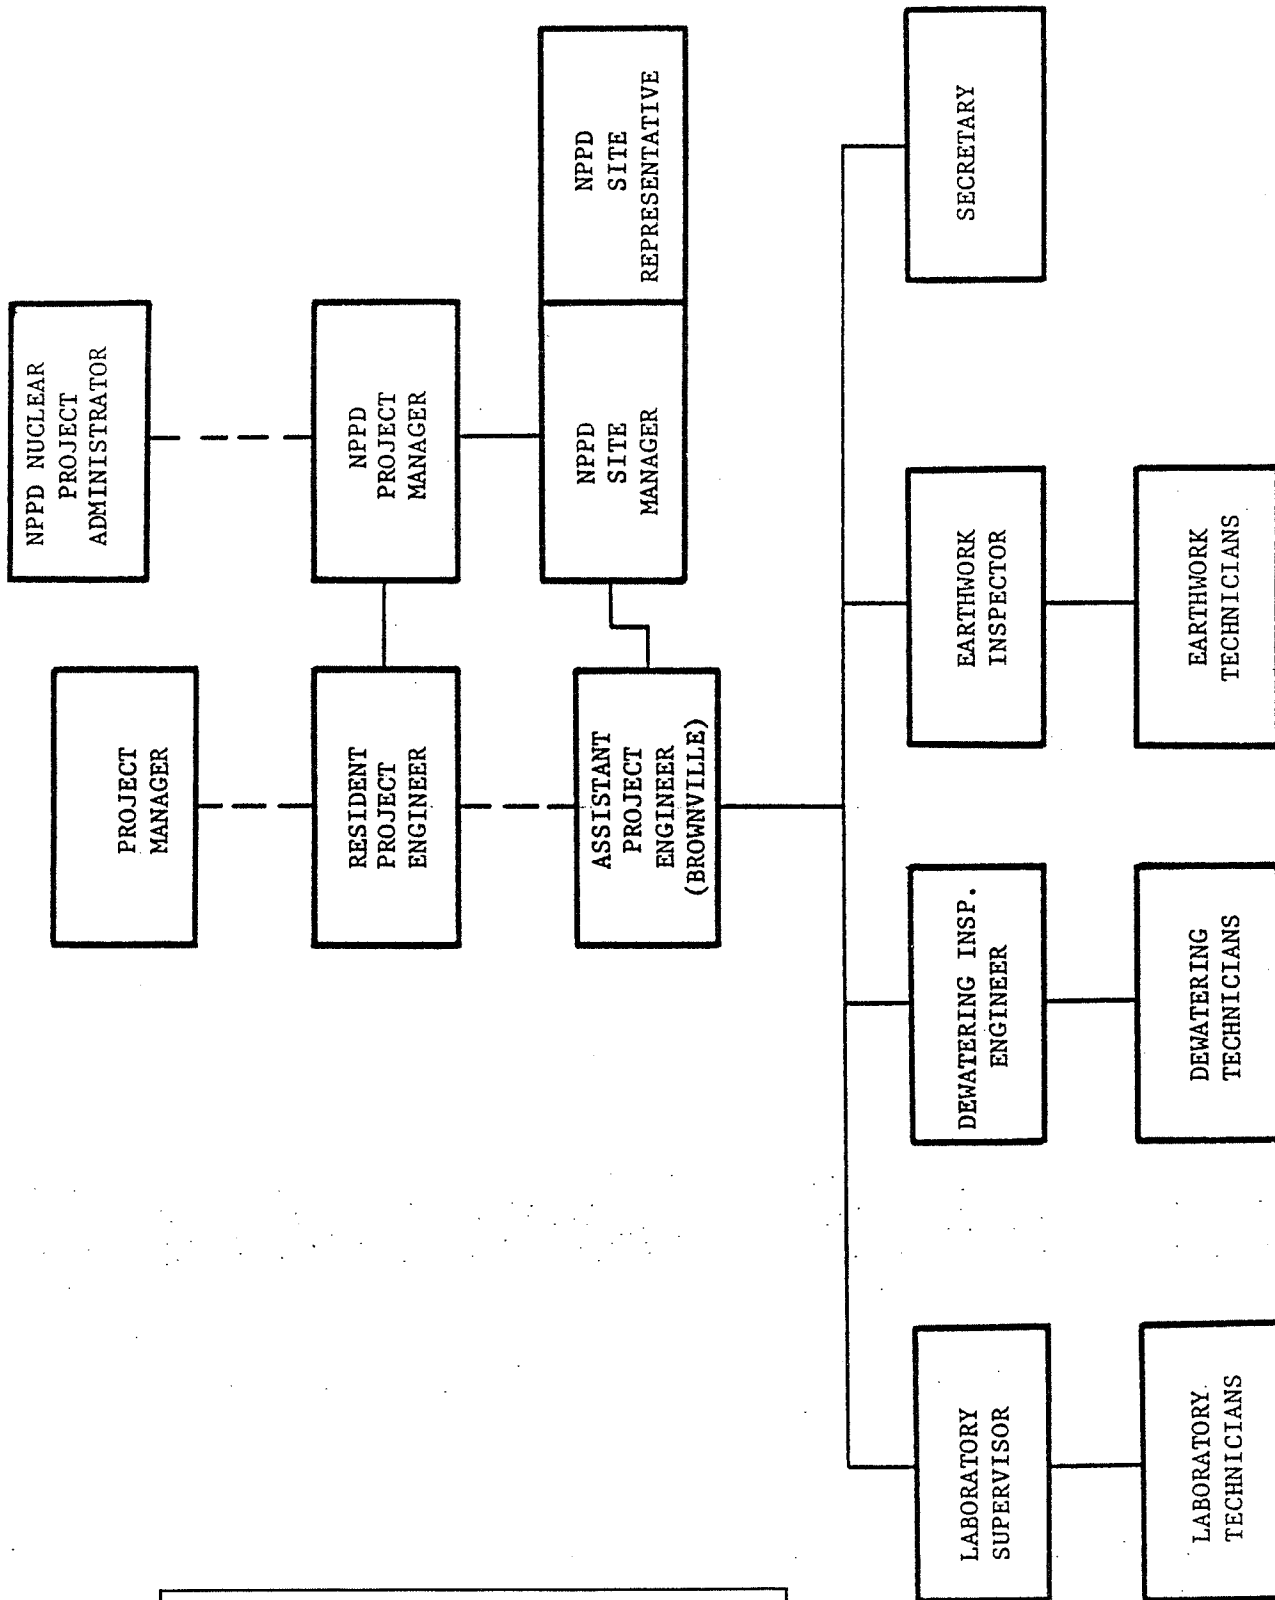 NPPD NUCLEAR
PROJECT
ADMINISTRATOR
PROJECT
MANAGER
NPPD
PROJECT
MANAGER
RESIDENT
PROJECT
ENGINEER
NPPD
SITE
REPRESENTATIVE
NPPD
SITE
MANAGER
ASSISTANT
PROJECT
ENGINEER
(BROWNVILLE)
LABORATORY
SUPERVISOR
DEWATERING INSP.
ENGINEER
EARTHWORK
INSPECTOR
SECRETARY
LABORATORY
TECHNICIANS
DEWATERING
TECHNICIANS
EARTHWORK
TECHNICIANS